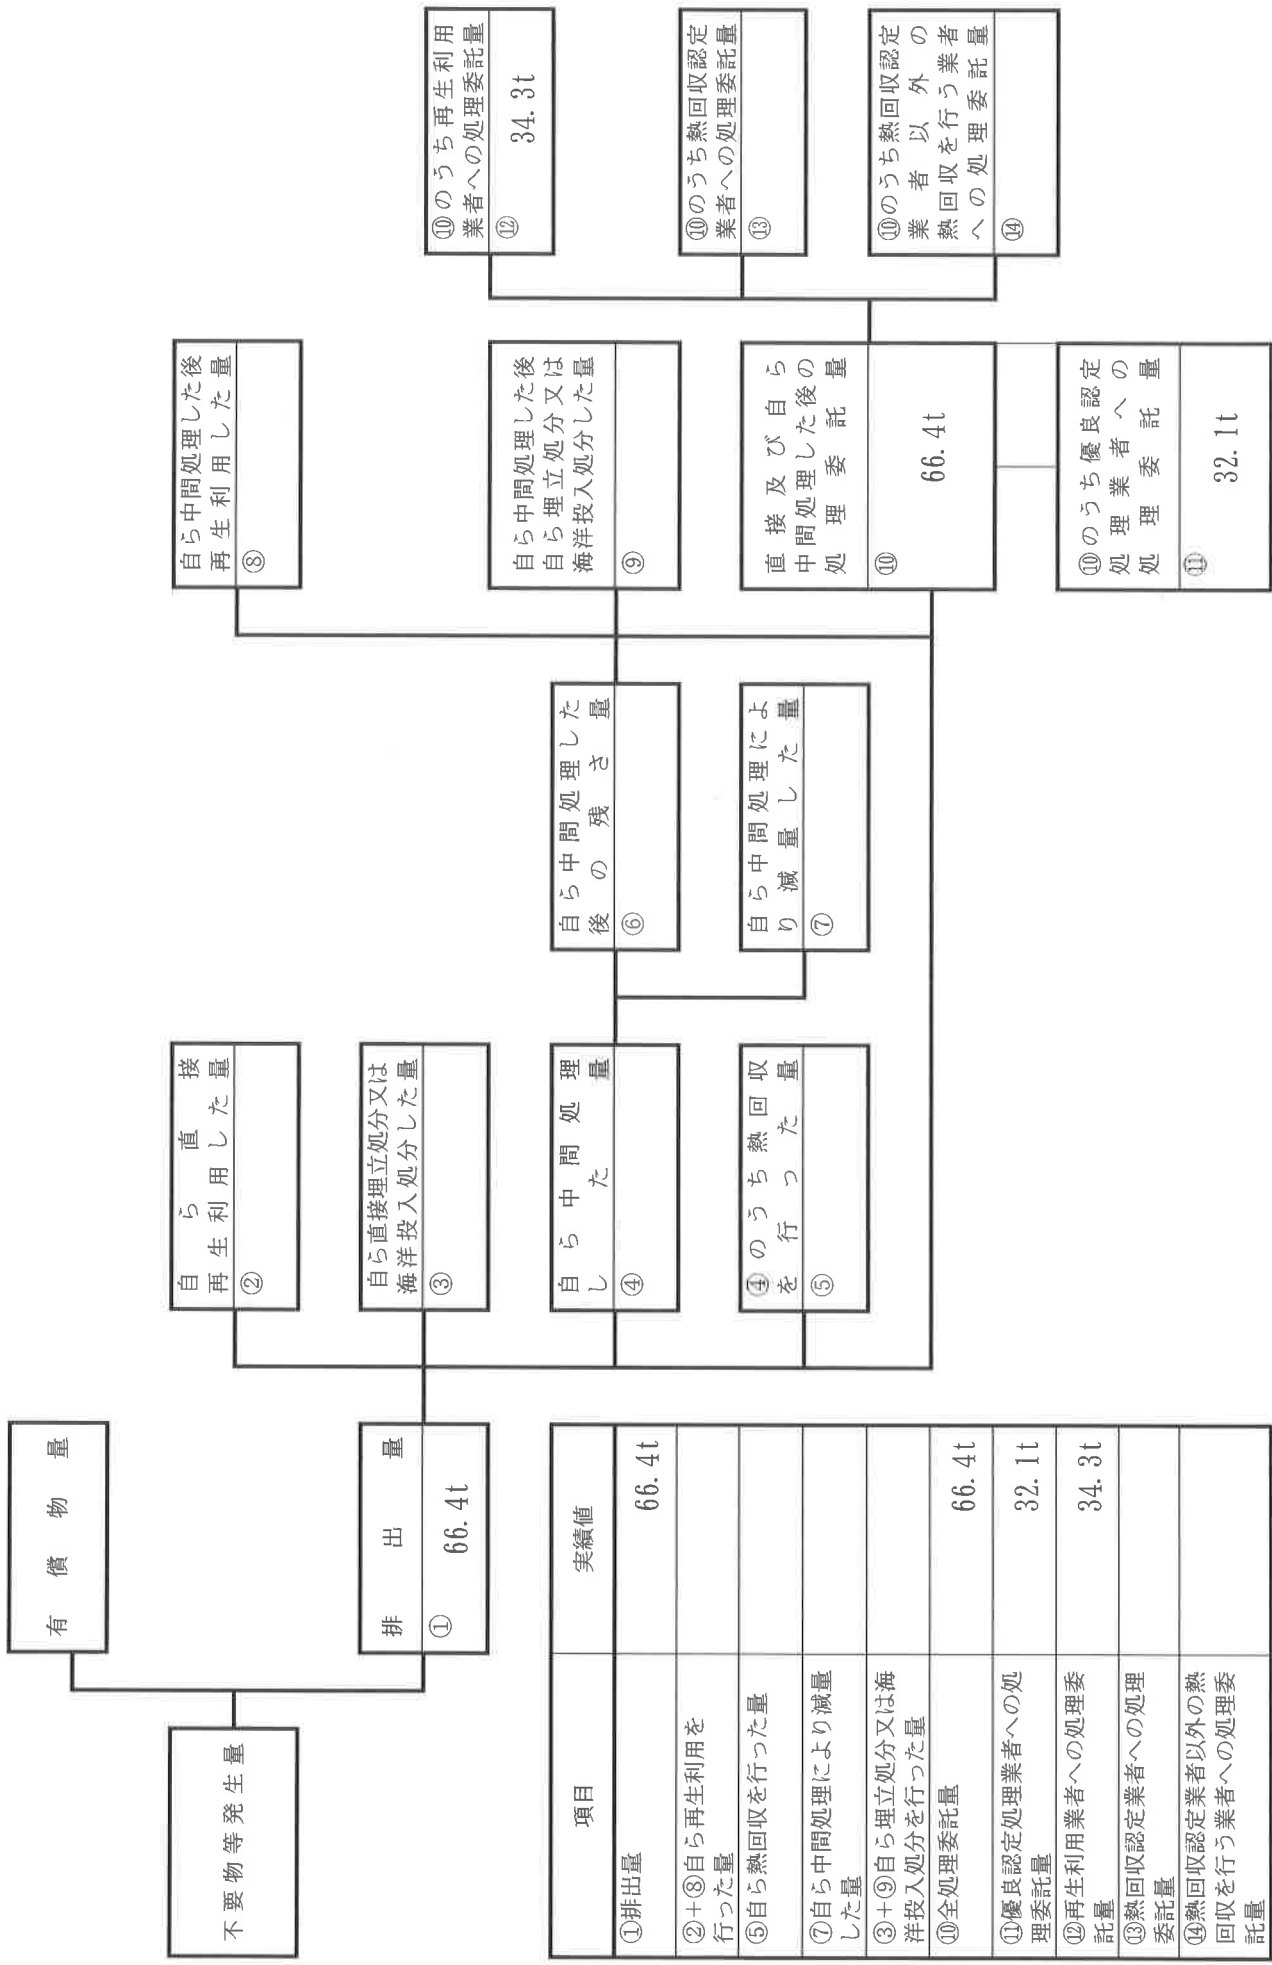 不要物等発生量
有償物量
排出量
① 66.4t
自ら直接
再生利用した量
②
自ら直接埋立処分又は
海洋投入処分した量
③
自ら中間処理
した量
④
④のうち熱回収
を行った量
⑤
自ら中間処理した
後の残さ量
⑥
自ら中間処理によ
り減量した量
⑦
自ら中間処理した後
再生利用した量
⑧
自ら中間処理した後
自ら埋立処分又は
海洋投入処分した量
⑨
直接及び自ら
中間処理した後の
処理委託量
⑩ 66.4t
⑩のうち優良認定
処理業者への
処理委託量
⑪ 32.1t
⑩のうち再生利用
業者への処理委託量
⑫ 34.3t
⑩のうち熱回収認定
業者への処理委託量
⑬
⑩のうち熱回収認定
業者以外の
熱回収を行う業者
への処理委託量
⑭
項目 実績値
①排出量 66.4t
②+⑧自ら再生利用を
行った量
⑤自ら熱回収を行った量
⑦自ら中間処理により減量
した量
③+⑨自ら埋立処分又は海
洋投入処分を行った量
⑩全処理委託量 66.4t
⑪優良認定処理業者への処
理委託量 32.1t
⑫再生利用業者への処理委
託量 34.3t
⑬熱回収認定業者への処理
委託量
⑭熱回収認定業者以外の熱
回収を行う業者への処理委
託量